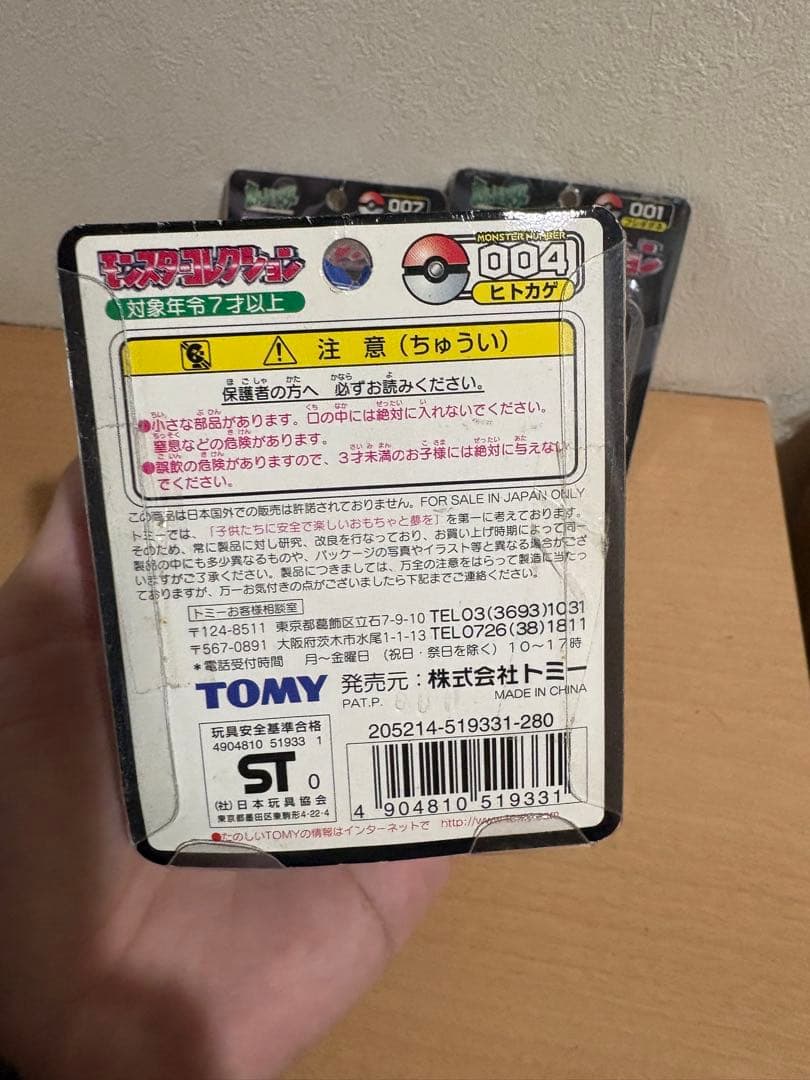 007
001
フシギダネ
モンスターコレクション
対象年令7才以上
MONSTER NUMBER
004
ヒトカゲ
注 意（ちゅうい）
保護者の方へ 必ずお読みください。
●小さな部品があります。口の中には絶対に入れないでください。
窒息などの危険があります。
●誤飲の危険がありますので、3才未満のお子様には絶対に与えない
でください。
この商品は日本国外での販売は許諾されておりません。FOR SALE IN JAPAN ONLY
トミーでは、「子供たちに安全で楽しいおもちゃと夢を」を第一に考えております。
そのため、常に製品に対し研究、改良を行なっており、お買い上げ時期によって同一
製品の中にも多少異なるものや、パッケージの写真やイラスト等と異なる場合がござ
いますがご了承ください。製品につきましては、万全の注意をはらって製造に当たっ
ておりますが、万一お気付きの点がございましたら下記までご連絡ください。
トミーお客様相談室
〒124-8511 東京都葛飾区立石7-9-10 TEL03(3693)1031
〒567-0891 大阪府茨木市水尾1-1-13 TEL0726(38)1811
*電話受付時間 月～金曜日（祝日・祭日を除く）10～17時
TOMY 発売元：株式会社トミー
PAT.P. MADE IN CHINA
玩具安全基準合格
4904810 51933 1
ST 0
(社)日本玩具協会
東京都墨田区東駒形4-22-4
205214-519331-280
4 904810 519331
●たのしいTOMYの情報はインターネットで http://www